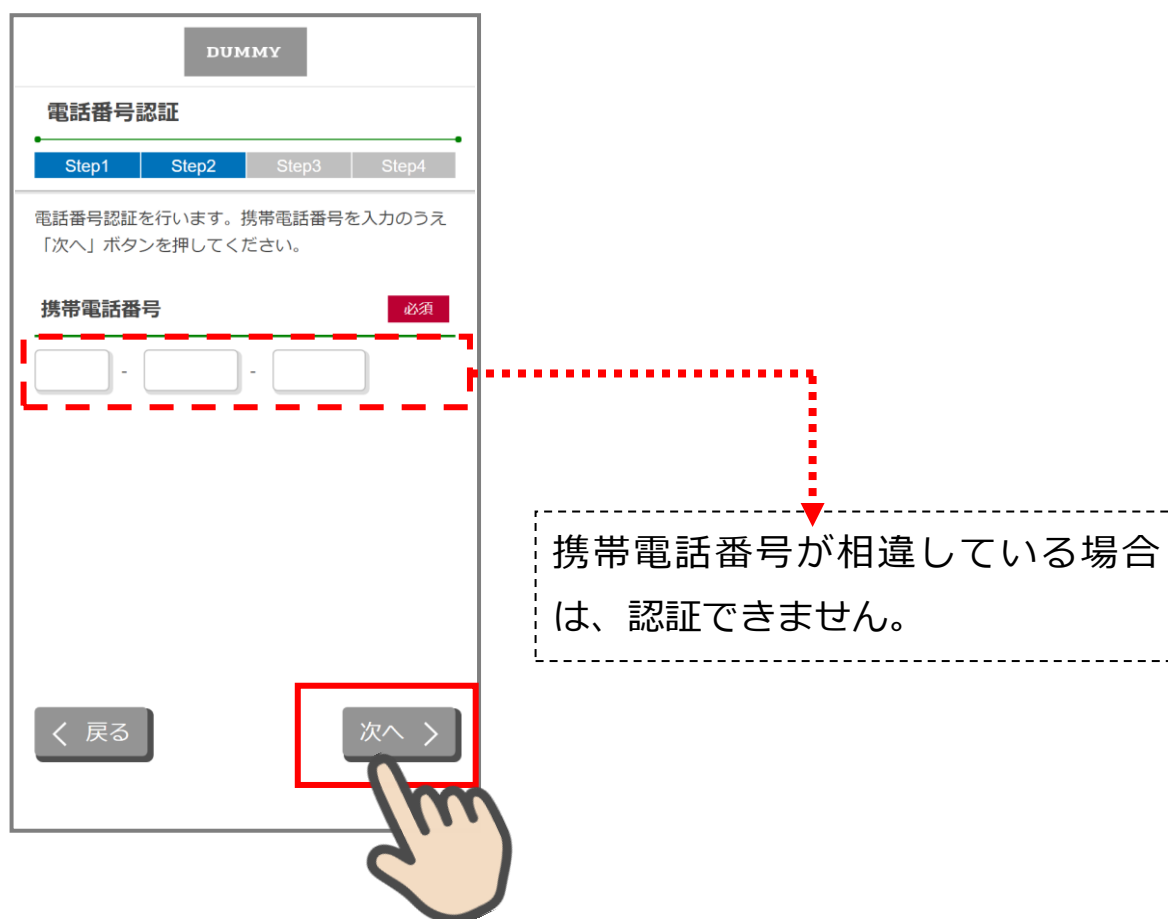 DUMMY
電話番号認証
Step1 Step2 Step3 Step4
電話番号認証を行います。携帯電話番号を入力のうえ
「次へ」ボタンを押してください。
携帯電話番号 必須
- -
携帯電話番号が相違している場合
は、認証できません。
< 戻る 次へ >